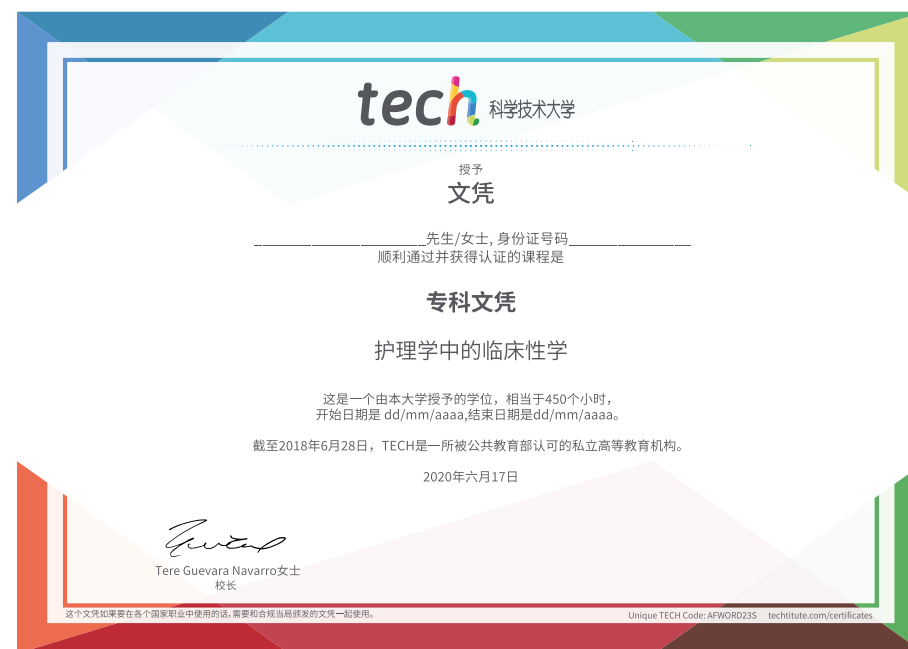 tech 科学技术大学
授予
文凭
_______________________先生/女士, 身份证号码________________
顺利通过并获得认证的课程是
专科文凭
护理学中的临床性学
这是一个由本大学授予的学位，相当于450个小时，
开始日期是 dd/mm/aaaa,结束日期是dd/mm/aaaa。
截至2018年6月28日，TECH是一所被公共教育部认可的私立高等教育机构。
2020年六月17日
Tere Guevara Navarro女士
校长
这个文凭如果要在各个国家职业中使用的话,需要和合规当局颁发的文凭一起使用。
Unique TECH Code: AFWORD23S techtitute.com/certificates